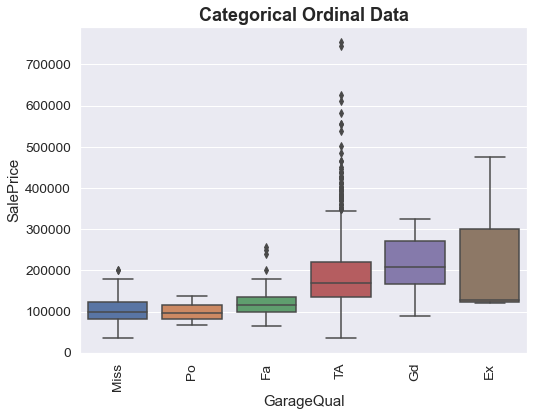 Categorical Ordinal Data
700000
600000
500000
400000
300000
200000
100000
0
SalePrice
Miss
Po
Fa
TA
Gd
Ex
GarageQual